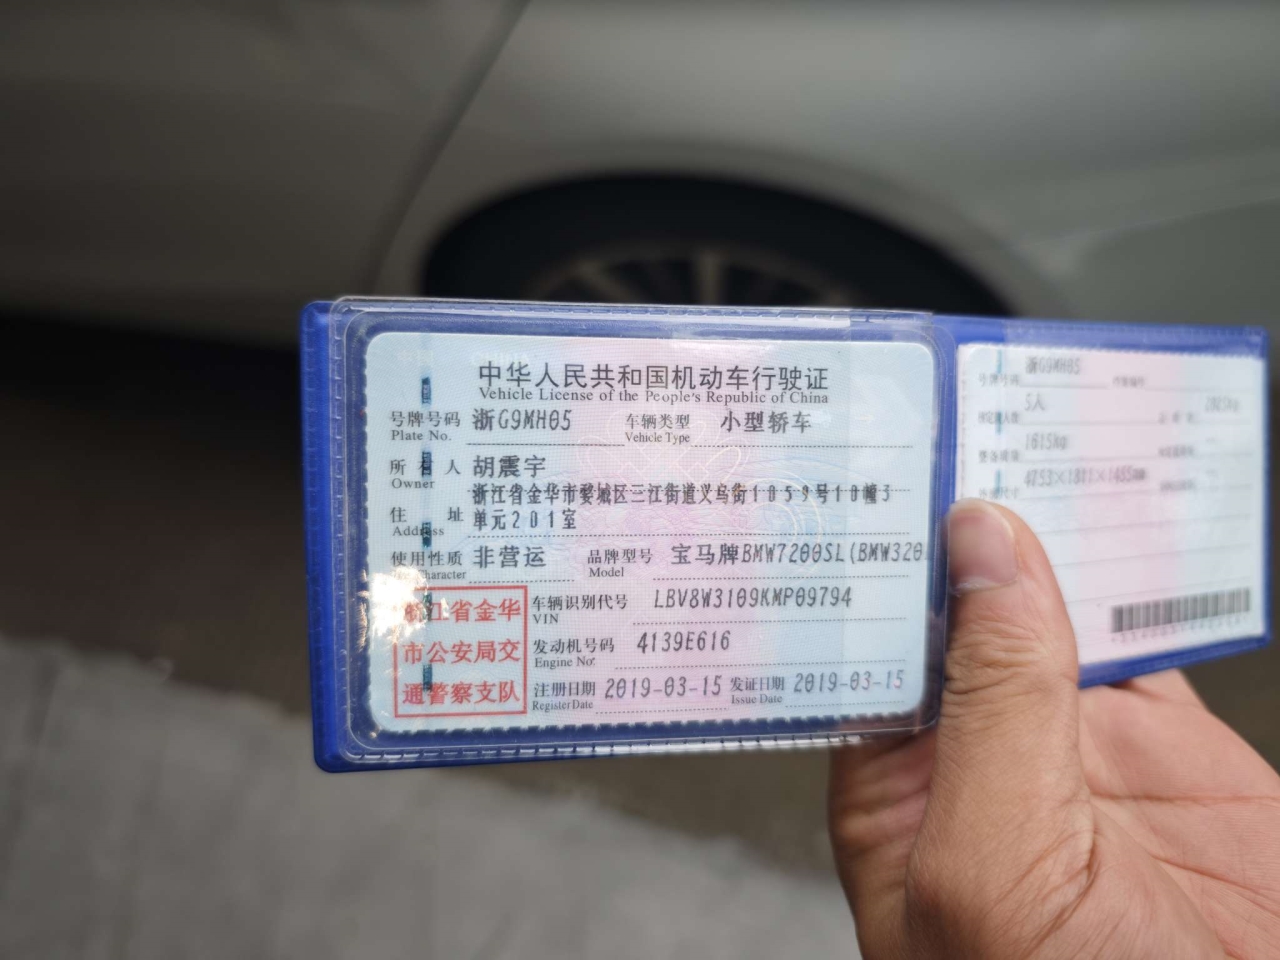 中华人民共和国机动车行驶证
Vehicle License of the People's Republic of China
号牌号码 浙G9MH05 车辆类型 小型轿车
Plate No. Vehicle Type
所有人 胡震宇
Owner
浙江省金华市婺城区三江街道义乌街1059号10幢3
住址 单元201室
Address
使用性质 非营运 品牌型号 宝马牌BMW7200SL(BMW320
Character Model
浙江省金华
市公安局交
通警察支队
车辆识别代号 LBV8W3109KMP09794
VIN
发动机号码 4139E616
Engine No.
注册日期 2019-03-15 发证日期 2019-03-15
Register Date Issue Date
号牌号码 浙G9MH05
5人
整备质量 1615kg
4753×1811×1455mm